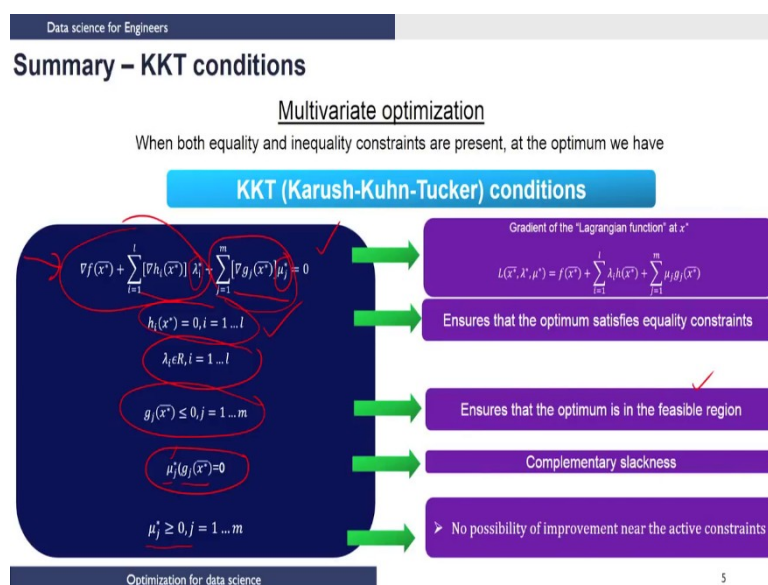 Data science for Engineers
Summary – KKT conditions
Multivariate optimization
When both equality and inequality constraints are present, at the optimum we have
KKT (Karush-Kuhn-Tucker) conditions
∇f(x̅*) + ∑_{i=1}^{l}[∇h_i(x̅*)] λ_i* + ∑_{j=1}^{m}[∇g_j(x̅*)]μ_j* = 0
Gradient of the "Lagrangian function" at x*
L(x̅*, λ*, μ*) = f(x̅*) + ∑_{i=1}^{l} λ_i h(x̅*) + ∑_{j=1}^{m} μ_j g_j(x̅*)
h_i(x*) = 0, i = 1 … l
Ensures that the optimum satisfies equality constraints
λ_i ϵR, i = 1 … l
g_j(x̅*) ≤ 0, j = 1 … m
Ensures that the optimum is in the feasible region
μ_j*(g_j(x̅*)=0
Complementary slackness
μ_j* ≥ 0, j = 1 … m
➢ No possibility of improvement near the active constraints
Optimization for data science
5